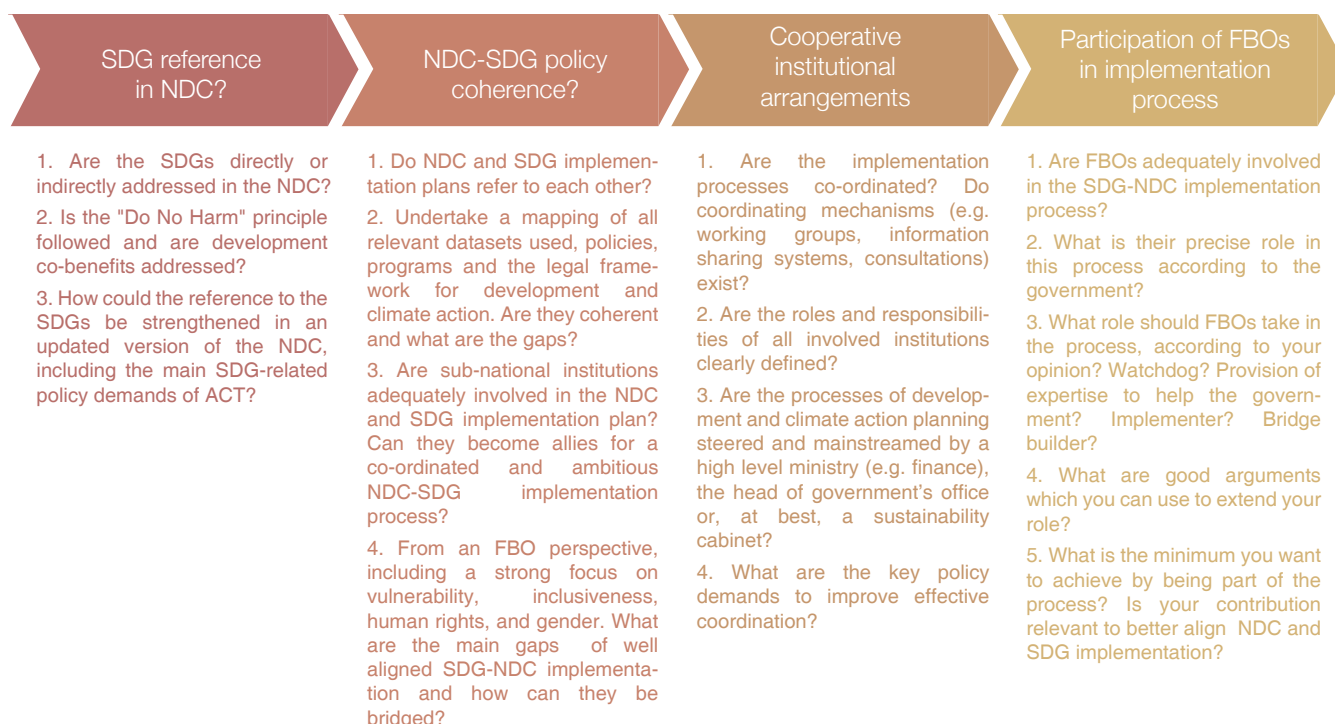 SDG reference
in NDC?
NDC-SDG policy
coherence?
Cooperative
institutional
arrangements
Participation of FBOs
in implementation
process
1. Are the SDGs directly or
indirectly addressed in the NDC?
2. Is the "Do No Harm" principle
followed and are development
co-benefits addressed?
3. How could the reference to the
SDGs be strengthened in an
updated version of the NDC,
including the main SDG-related
policy demands of ACT?
1. Do NDC and SDG implemen-
tation plans refer to each other?
2. Undertake a mapping of all
relevant datasets used, policies,
programs and the legal frame-
work for development and
climate action. Are they coherent
and what are the gaps?
3. Are sub-national institutions
adequately involved in the NDC
and SDG implementation plan?
Can they become allies for a
co-ordinated and ambitious
NDC-SDG implementation
process?
4. From an FBO perspective,
including a strong focus on
vulnerability, inclusiveness,
human rights, and gender. What
are the main gaps of well
aligned SDG-NDC implementa-
tion and how can they be
bridged?
1. Are the implementation
processes co-ordinated? Do
coordinating mechanisms (e.g.
working groups, information
sharing systems, consultations)
exist?
2. Are the roles and responsibili-
ties of all involved institutions
clearly defined?
3. Are the processes of develop-
ment and climate action planning
steered and mainstreamed by a
high level ministry (e.g. finance),
the head of government's office
or, at best, a sustainability
cabinet?
4. What are the key policy
demands to improve effective
coordination?
1. Are FBOs adequately involved
in the SDG-NDC implementation
process?
2. What is their precise role in
this process according to the
government?
3. What role should FBOs take in
the process, according to your
opinion? Watchdog? Provision of
expertise to help the govern-
ment? Implementer? Bridge
builder?
4. What are good arguments
which you can use to extend your
role?
5. What is the minimum you want
to achieve by being part of the
process? Is your contribution
relevant to better align NDC and
SDG implementation?